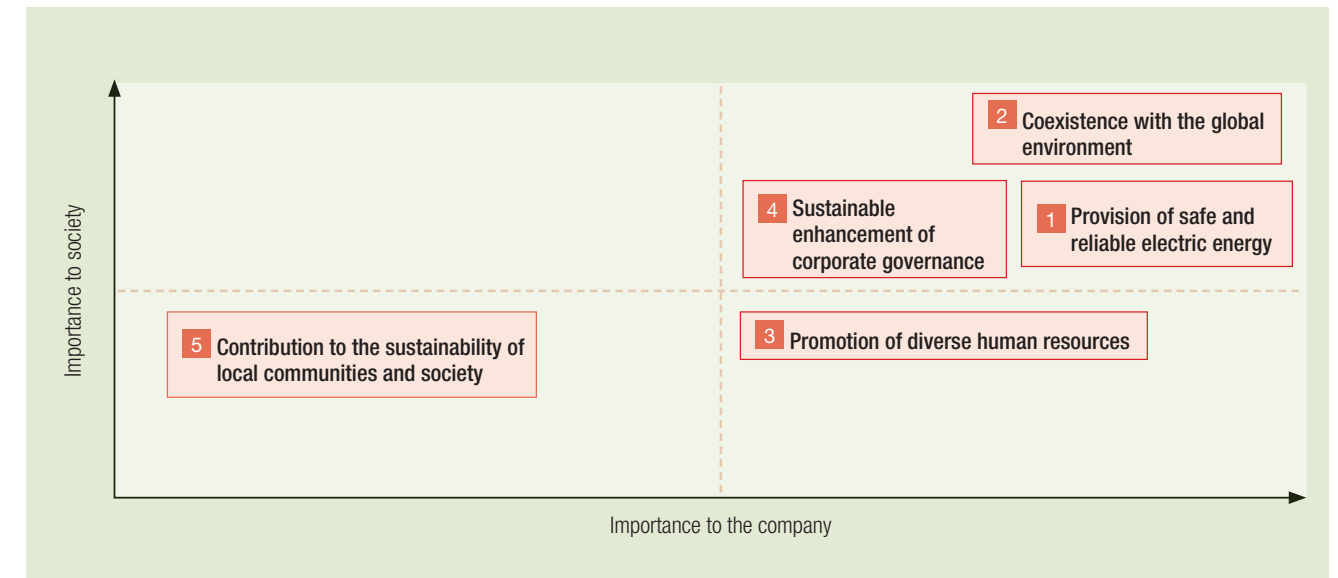 Importance to society
2 Coexistence with the global
environment
4 Sustainable
enhancement of
corporate governance
1 Provision of safe and
reliable electric energy
5 Contribution to the sustainability of
local communities and society
3 Promotion of diverse human resources
Importance to the company